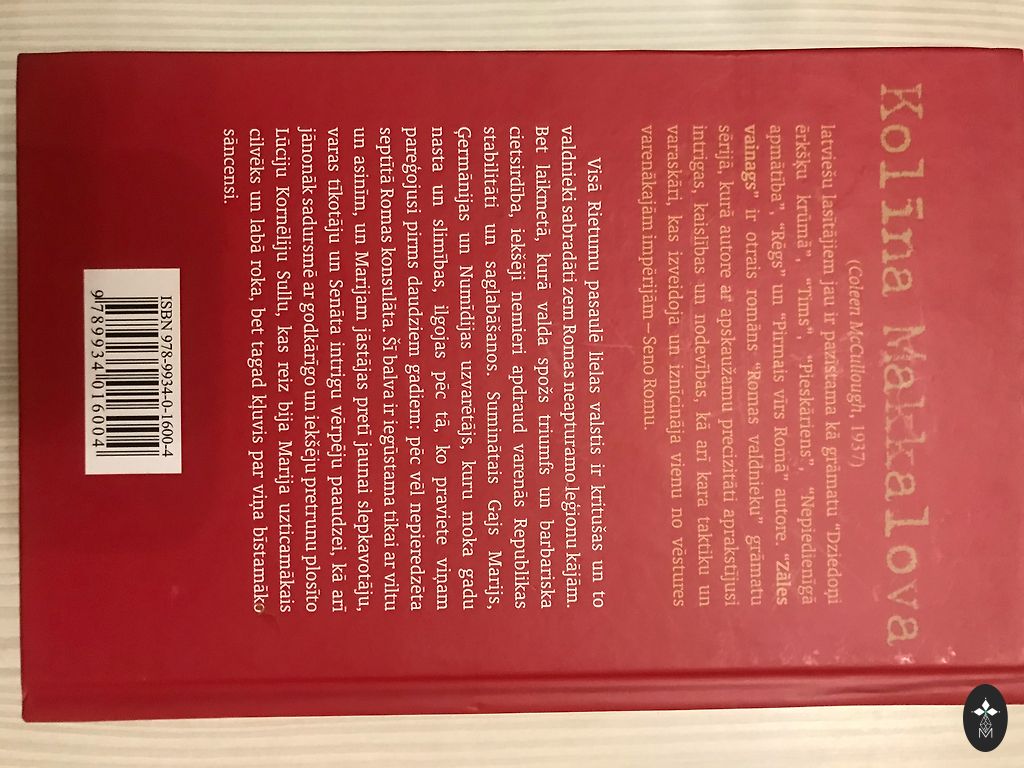 Kolīna Makkalova
(Coleen McCullough, 1937)
latviešu lasītājiem jau ir pazīstama kā grāmatu “Dziedoņi
ērkšķu krūmā”, “Tims”, “Pieskāriens”, “Nepiedienīgā
apmātība”, “Rēgs” un “Pirmais vīrs Romā” autore. “Zāles
vainags” ir otrais romāns “Romas valdnieku” grāmatu
sērijā, kurā autore ar apskaužamu precizitāti aprakstījusi
intrigas, kaislības un nodevības, kā arī kara taktiku un
varaskāri, kas izveidoja un iznīcināja vienu no vēstures
varenākajām impērijām – Seno Romu.
Visā Rietumu pasaulē lielas valstis ir kritušas un to
valdnieki sabradāti zem Romas neapturamo leģionu kājām.
Bet laikmetā, kurā valda spožs triumfs un barbariska
cietsirdība, iekšēji nemieri apdraud varenās Republikas
stabilitāti un saglabāšanos. Suminātais Gajs Marijs,
Ģermānijas un Numīdijas uzvarētājs, kuru moka gadu
nasta un slimības, ilgojas pēc tā, ko praviete viņam
pareģojusi pirms daudziem gadiem: pēc vēl nepieredzēta
septītā Romas konsulāta. Šī balva ir iegūstama tikai ar viltu
un asinīm, un Marijam jāstājas pretī jaunai slepkavotāju,
varas tīkotāju un Senāta intrigu vērpēju paaudzei, kā arī
jānonāk sadursmē ar godkārīgo un iekšēju pretrunu plosīto
Lūciju Kornēliju Sullu, kas reiz bija Marija uzticamākais
cilvēks un labā roka, bet tagad kļuvis par viņa bīstamāko
sāncensi.
ISBN 978-9934-0-1600-4
9 789934 016004
M